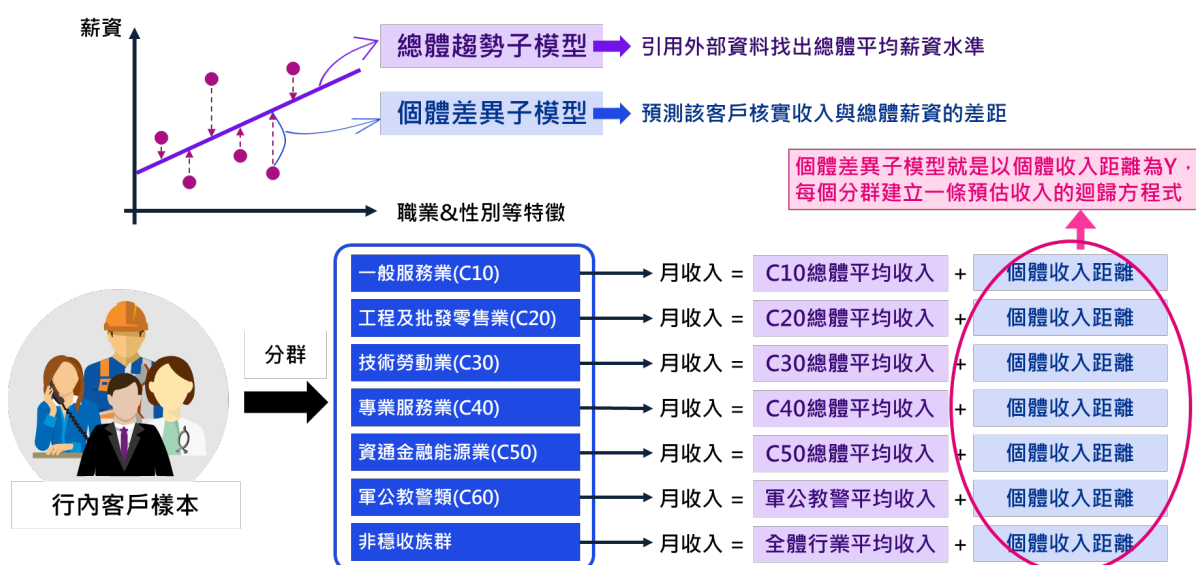 薪資
總體趨勢子模型
引用外部資料找出總體平均薪資水準
個體差異子模型
預測該客戶核實收入與總體薪資的差距
職業&性別等特徵
個體差異子模型就是以個體收入距離為Y，
每個分群建立一條預估收入的迴歸方程式
行內客戶樣本
分群
一般服務業(C10) 月收入 = C10總體平均收入 + 個體收入距離
工程及批發零售業(C20) 月收入 = C20總體平均收入 + 個體收入距離
技術勞動業(C30) 月收入 = C30總體平均收入 + 個體收入距離
專業服務業(C40) 月收入 = C40總體平均收入 + 個體收入距離
資通金融能源業(C50) 月收入 = C50總體平均收入 + 個體收入距離
軍公教警類(C60) 月收入 = 軍公教警平均收入 + 個體收入距離
非穩收族群 月收入 = 全體行業平均收入 + 個體收入距離